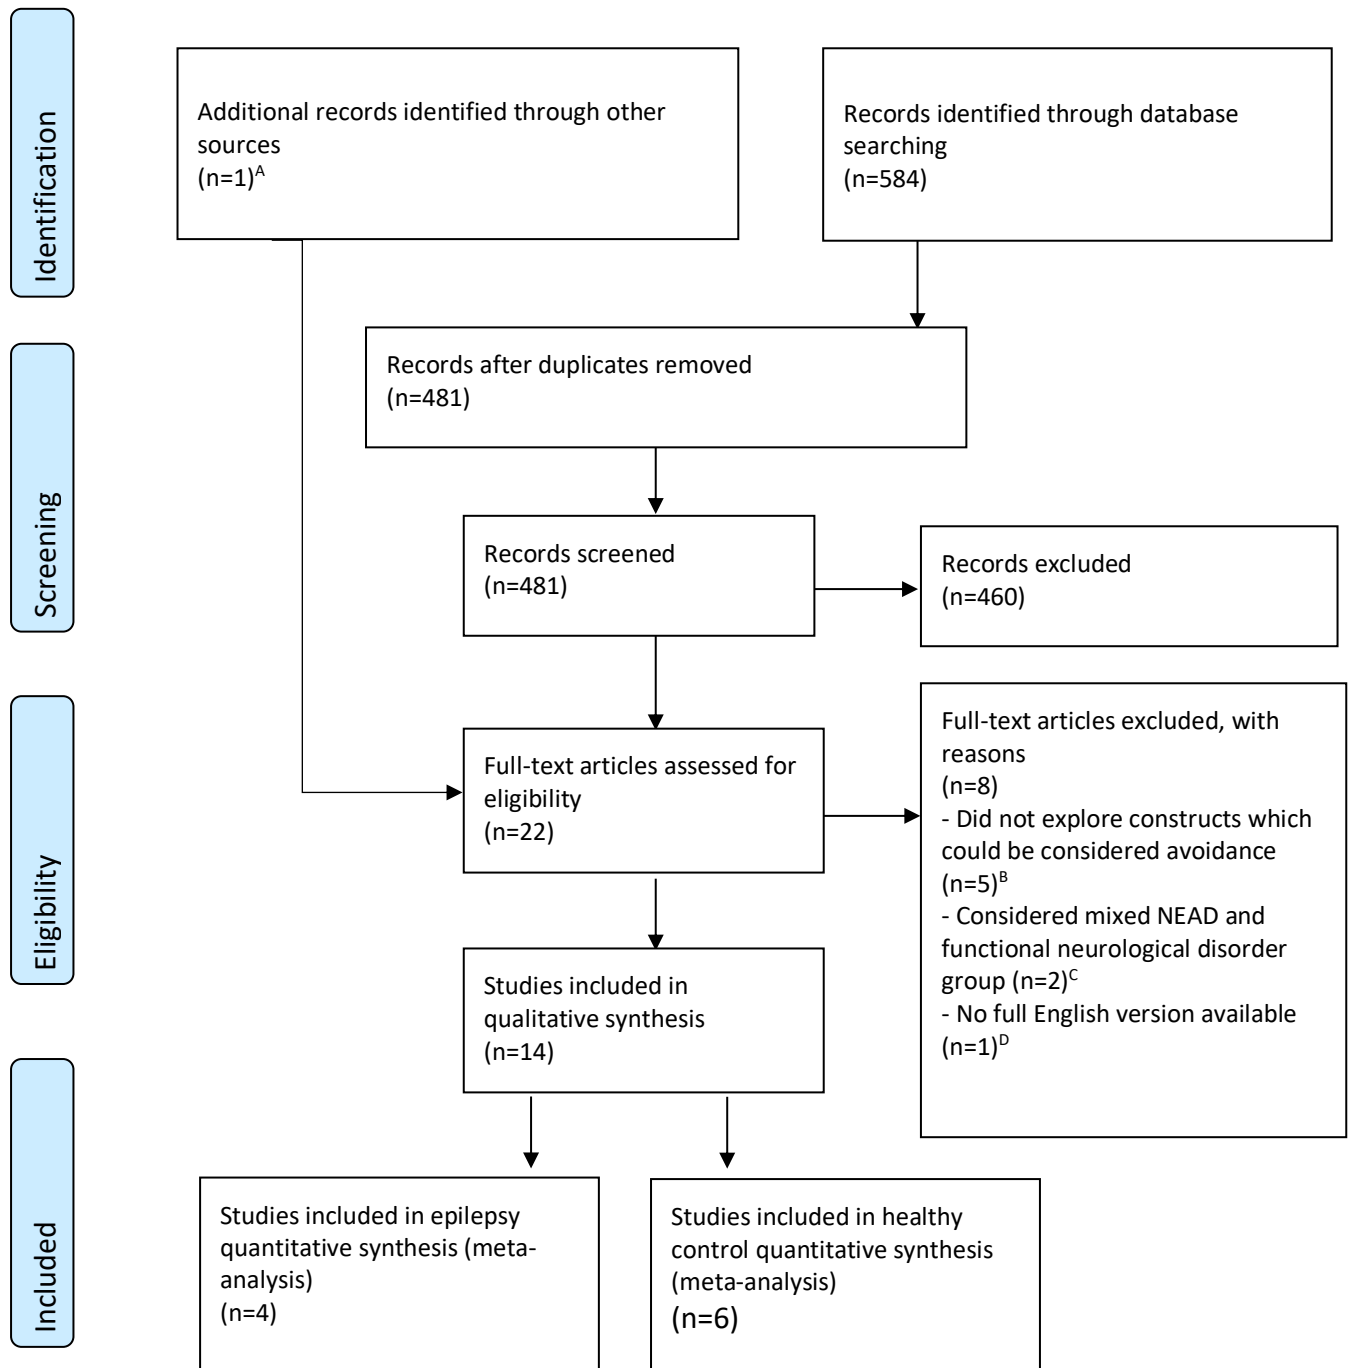 Identification
Additional records identified through other
sources
(n=1)A
Records identified through database
searching
(n=584)
Records after duplicates removed
(n=481)
Screening
Records screened
(n=481)
Records excluded
(n=460)
Eligibility
Full-text articles assessed for
eligibility
(n=22)
Full-text articles excluded, with
reasons
(n=8)
- Did not explore constructs which
could be considered avoidance
(n=5)B
- Considered mixed NEAD and
functional neurological disorder
group (n=2)C
- No full English version available
(n=1)D
Studies included in
qualitative synthesis
(n=14)
Included
Studies included in epilepsy
quantitative synthesis (meta-
analysis)
(n=4)
Studies included in healthy
control quantitative synthesis
(meta-analysis)
(n=6)